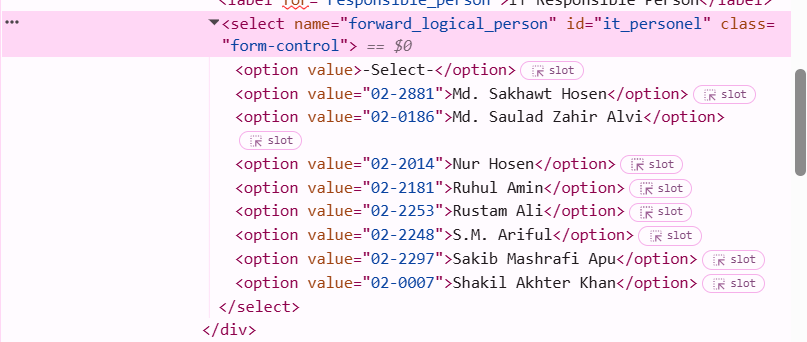 <label for="responsible_person">IT Responsible Person</label>
••• ▼<select name="forward_logical_person" id="it_personel" class=
"form-control"> == $0
<option value>-Select-</option> slot
<option value="02-2881">Md. Sakhawt Hosen</option> slot
<option value="02-0186">Md. Saulad Zahir Alvi</option>
slot
<option value="02-2014">Nur Hosen</option> slot
<option value="02-2181">Ruhul Amin</option> slot
<option value="02-2253">Rustam Ali</option> slot
<option value="02-2248">S.M. Ariful</option> slot
<option value="02-2297">Sakib Mashrafi Apu</option> slot
<option value="02-0007">Shakil Akhter Khan</option> slot
</select>
</div>